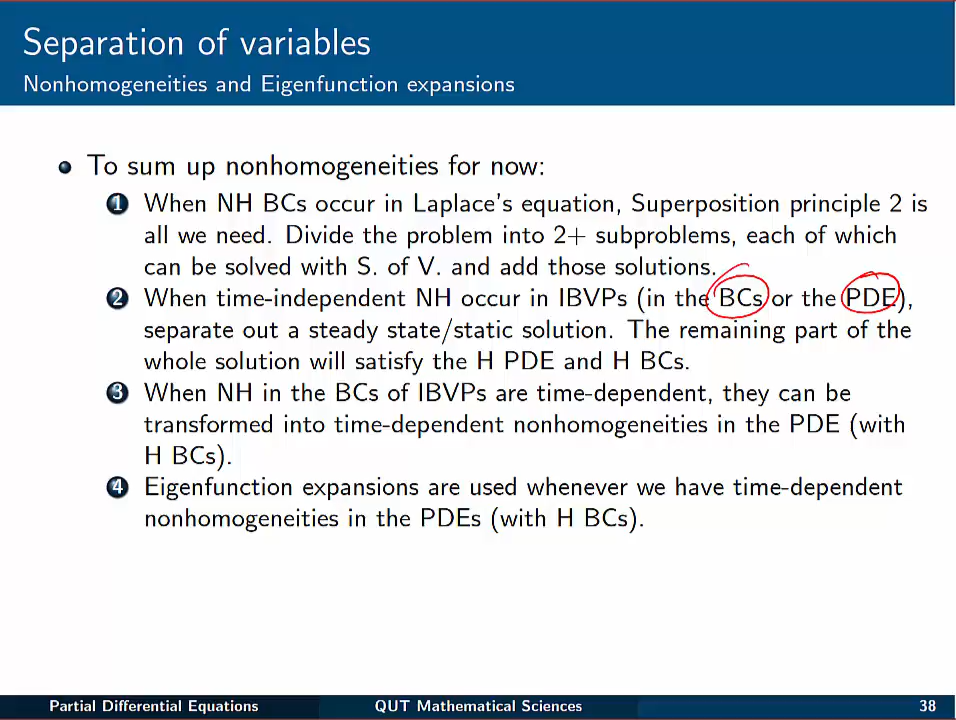 Separation of variables
Nonhomogeneities and Eigenfunction expansions
To sum up nonhomogeneities for now:
1 When NH BCs occur in Laplace's equation, Superposition principle 2 is
all we need. Divide the problem into 2+ subproblems, each of which
can be solved with S. of V. and add those solutions.
2 When time-independent NH occur in IBVPs (in the BCs or the PDE),
separate out a steady state/static solution. The remaining part of the
whole solution will satisfy the H PDE and H BCs.
3 When NH in the BCs of IBVPs are time-dependent, they can be
transformed into time-dependent nonhomogeneities in the PDE (with
H BCs).
4 Eigenfunction expansions are used whenever we have time-dependent
nonhomogeneities in the PDEs (with H BCs).
Partial Differential Equations QUT Mathematical Sciences 38